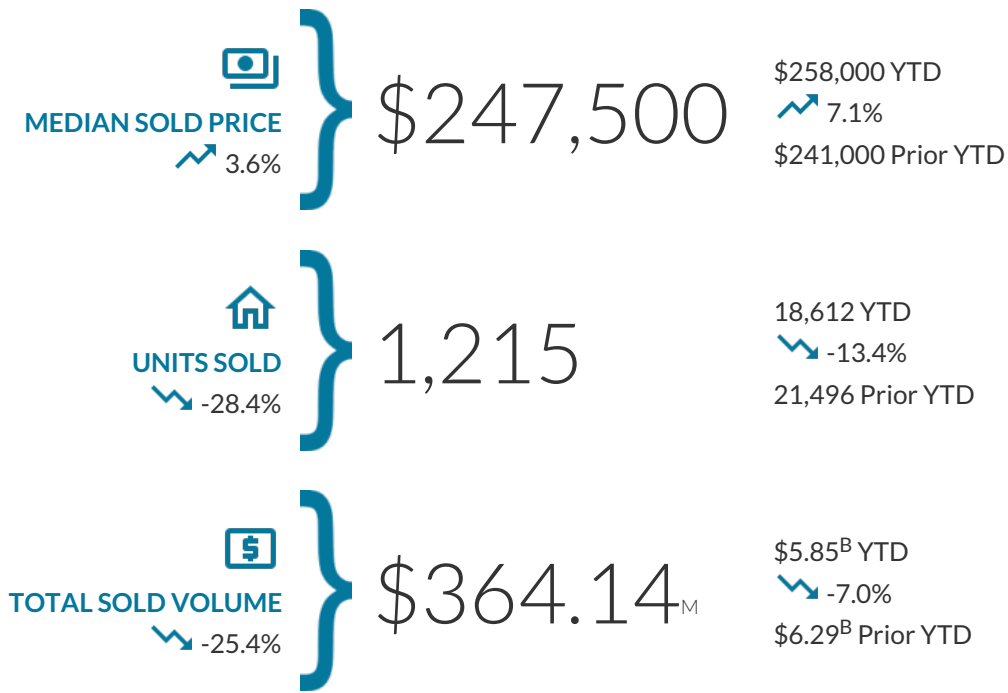 MEDIAN SOLD PRICE
3.6%
$247,500
$258,000 YTD
7.1%
$241,000 Prior YTD
UNITS SOLD
-28.4%
1,215
18,612 YTD
-13.4%
21,496 Prior YTD
TOTAL SOLD VOLUME
-25.4%
$364.14M
$5.85B YTD
-7.0%
$6.29B Prior YTD